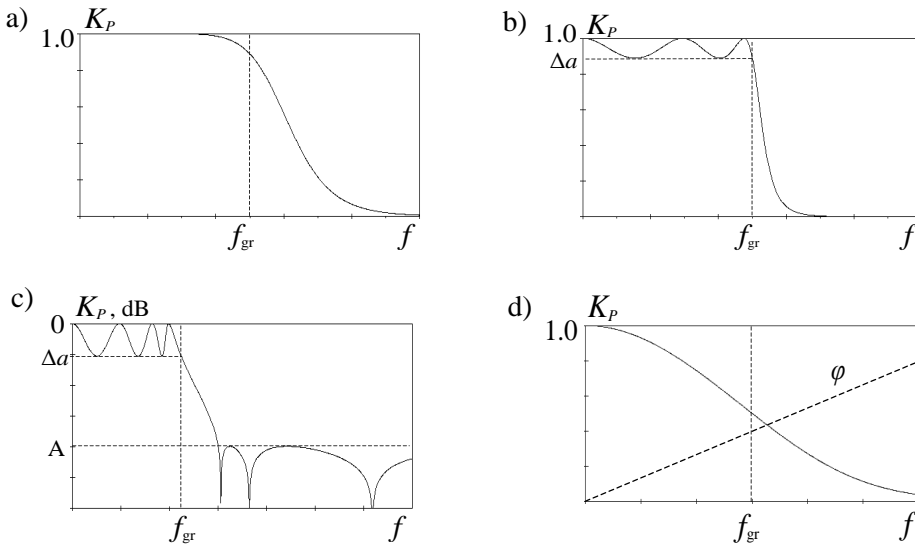 a)
K_P
1.0
f_gr
f
b)
K_P
1.0
Δa
f_gr
f
c)
K_P, dB
0
Δa
A
f_gr
f
d)
K_P
1.0
φ
f_gr
f